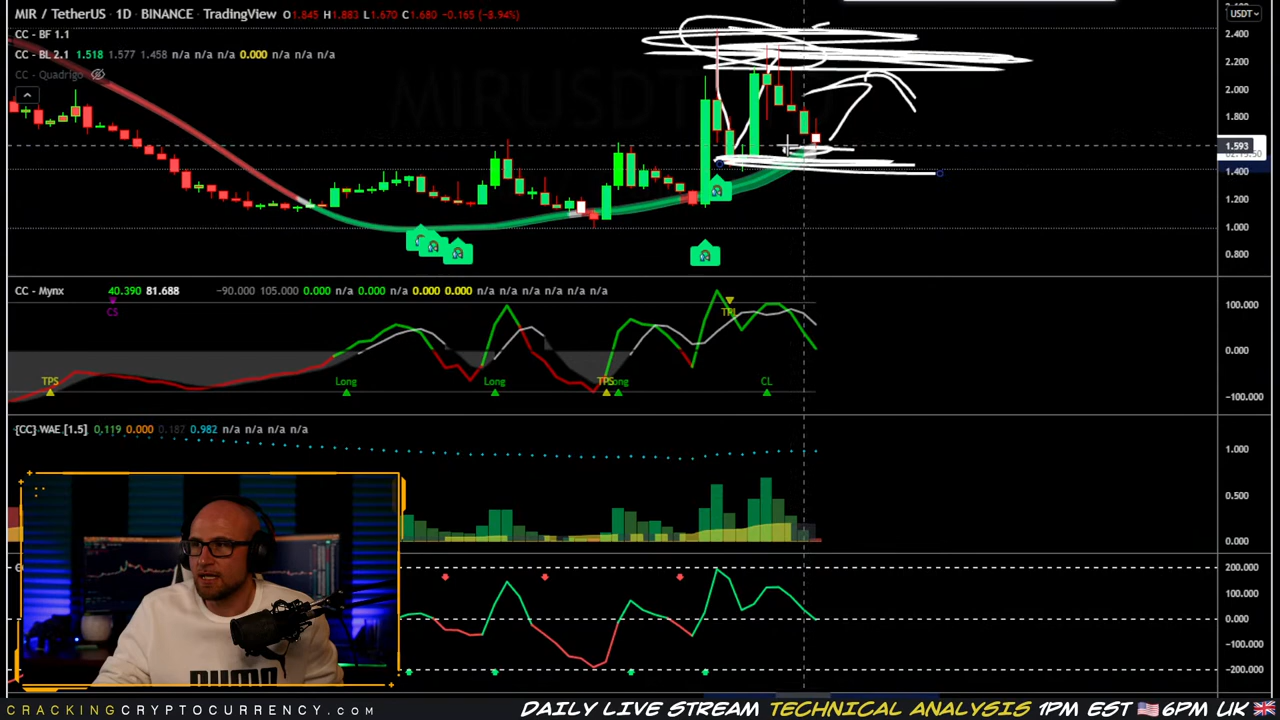 MIR / TetherUS · 1D · BINANCE · TradingView O1.845 H1.883 L1.670 C1.680 -0.165 (-8.94%)
USDT
CC - BF 1.1
2.400
CC - BL 2.1 1.518 1.577 1.458 n/a n/a n/a n/a 0.000 n/a n/a n/a
2.200
CC - Quadrigo
2.000
MIRUSDT
1.800
1.400
1.200
1.000
0.800
CC - Mynx 40.390 81.688 −90.000 105.000 0.000 n/a 0.000 n/a 0.000 0.000 n/a n/a n/a n/a n/a
CS
100.000
0.000
TPS Long Long TPS CL
-100.000
[CC] WAE [1.5] 0.119 0.000 0.187 0.982 n/a n/a n/a n/a
1.000
0.500
0.000
200.000
100.000
0.000
-100.000
-200.000
PUMP
CRACKINGCRYPTOCURRENCY.com DAILY LIVE STREAM TECHNICAL ANALYSIS 1PM EST 6PM UK